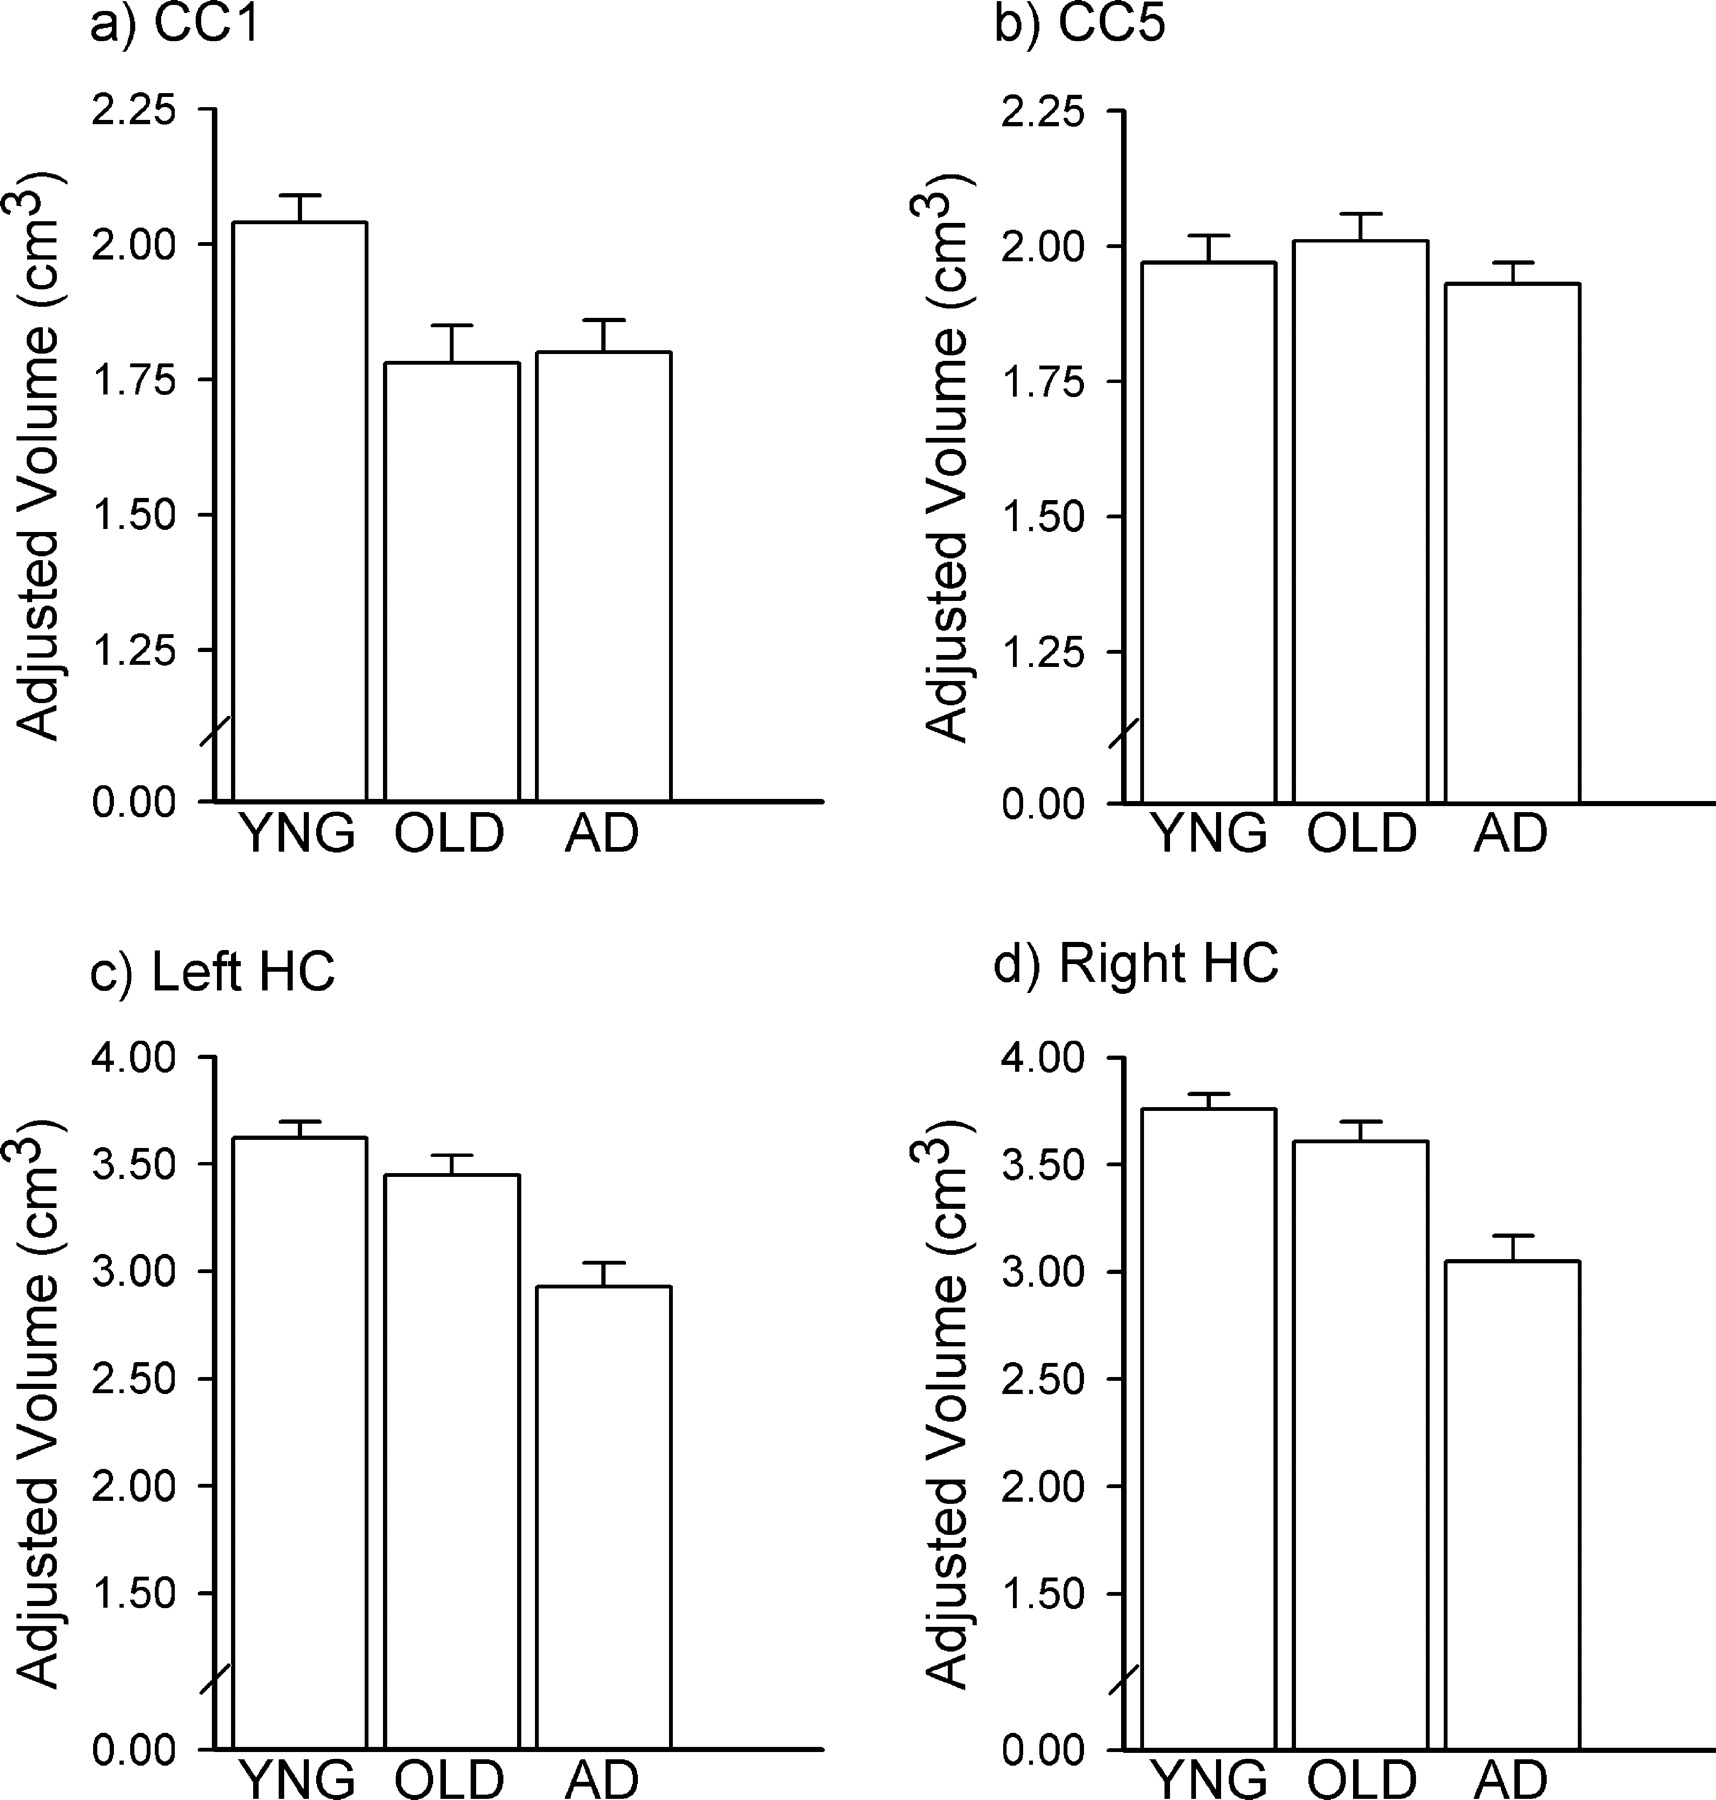 a) CC1
b) CC5
Adjusted Volume (cm3)
2.25
2.00
1.75
1.50
1.25
0.00
YNG OLD AD
Adjusted Volume (cm3)
2.25
2.00
1.75
1.50
1.25
0.00
YNG OLD AD
c) Left HC
d) Right HC
Adjusted Volume (cm3)
4.00
3.50
3.00
2.50
2.00
1.50
0.00
YNG OLD AD
Adjusted Volume (cm3)
4.00
3.50
3.00
2.50
2.00
1.50
0.00
YNG OLD AD